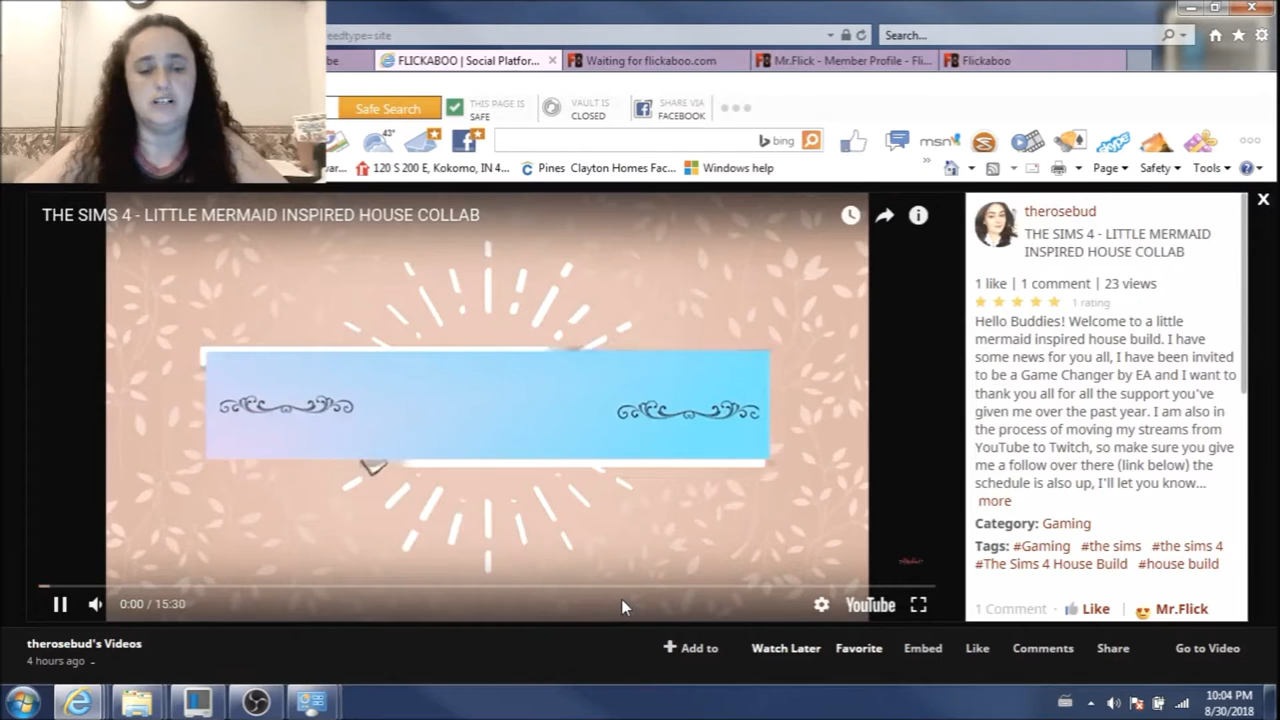 eedtype=site
Search...
be
FLICKABOO | Social Platfor...
Waiting for flickaboo.com
Mr.Flick - Member Profile - Fli...
Flickaboo
Safe Search
THIS PAGE IS
SAFE
VAULT IS
CLOSED
SHARE VIA
FACEBOOK
43°
bing
msn
skype
ar...
120 S 200 E, Kokomo, IN 4...
Pines
Clayton Homes Fac...
Windows help
Page
Safety
Tools
THE SIMS 4 - LITTLE MERMAID INSPIRED HOUSE COLLAB
therosebud
THE SIMS 4 - LITTLE MERMAID
INSPIRED HOUSE COLLAB
1 like | 1 comment | 23 views
1 rating
Hello Buddies! Welcome to a little
mermaid inspired house build. I have
some news for you all, I have been invited
to be a Game Changer by EA and I want to
thank you all for all the support you've
given me over the past year. I am also in
the process of moving my streams from
YouTube to Twitch, so make sure you give
me a follow over there (link below) the
schedule is also up, I'll let you know...
more
Category: Gaming
Tags: #Gaming #the sims #the sims 4
#The Sims 4 House Build #house build
1 Comment Like | Mr.Flick
0:00 / 15:30
YouTube
therosebud's Videos
4 hours ago
Add to
Watch Later
Favorite
Embed
Like
Comments
Share
Go to Video
10:04 PM
8/30/2018